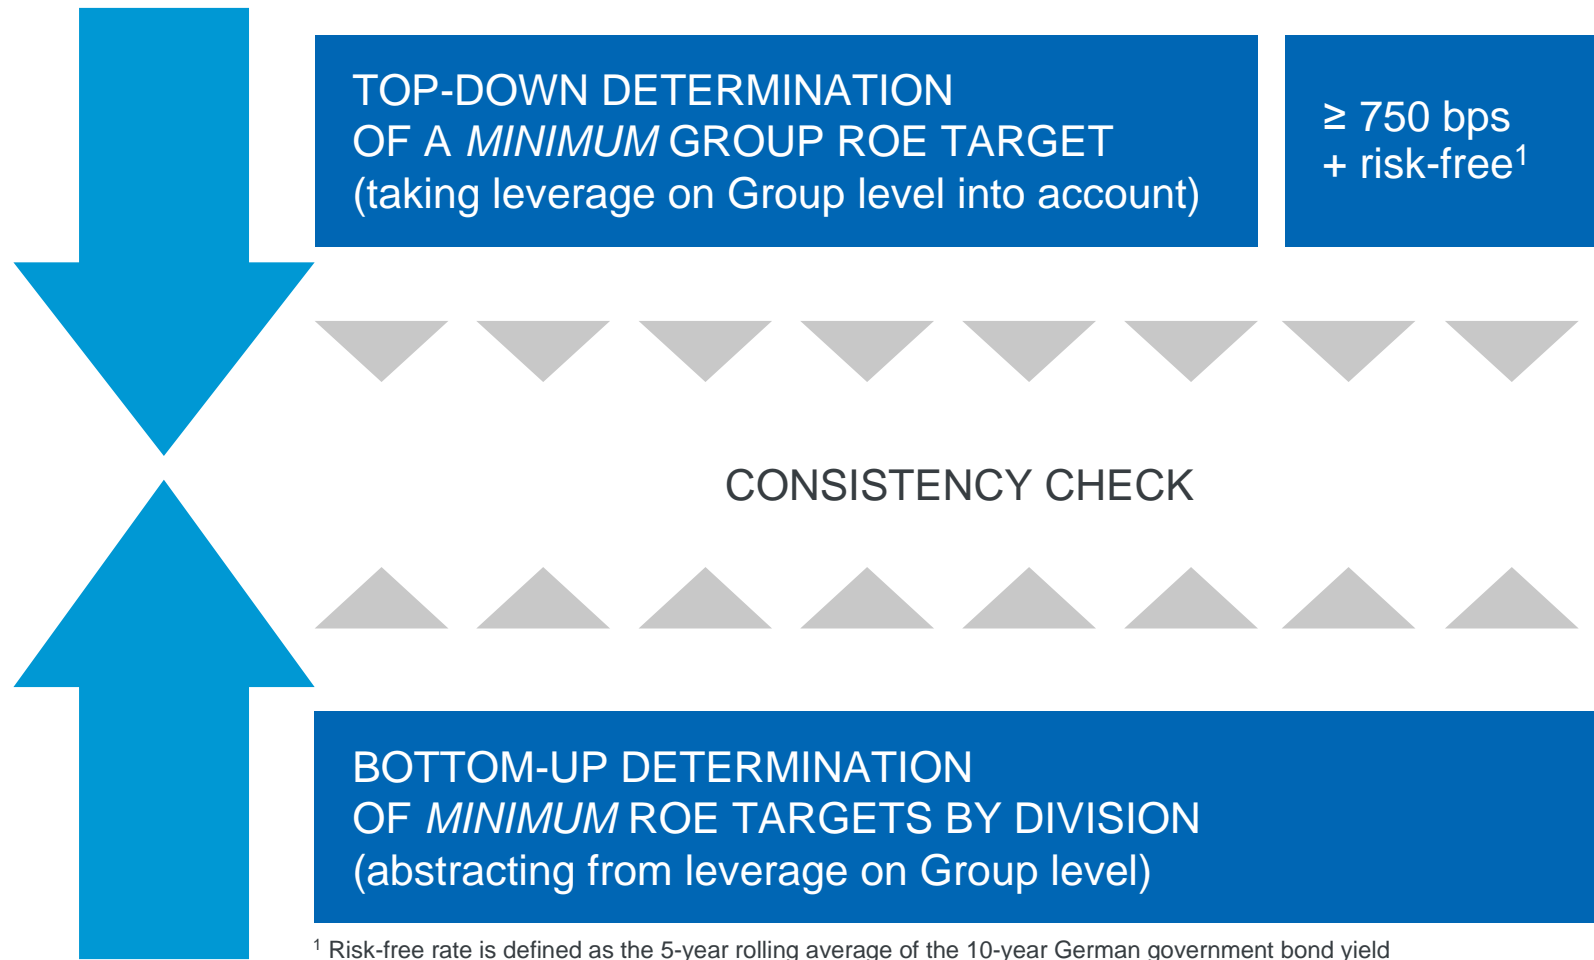 TOP-DOWN DETERMINATION
OF A MINIMUM GROUP ROE TARGET
(taking leverage on Group level into account)
≥ 750 bps
+ risk-free¹
CONSISTENCY CHECK
BOTTOM-UP DETERMINATION
OF MINIMUM ROE TARGETS BY DIVISION
(abstracting from leverage on Group level)
¹ Risk-free rate is defined as the 5-year rolling average of the 10-year German government bond yield